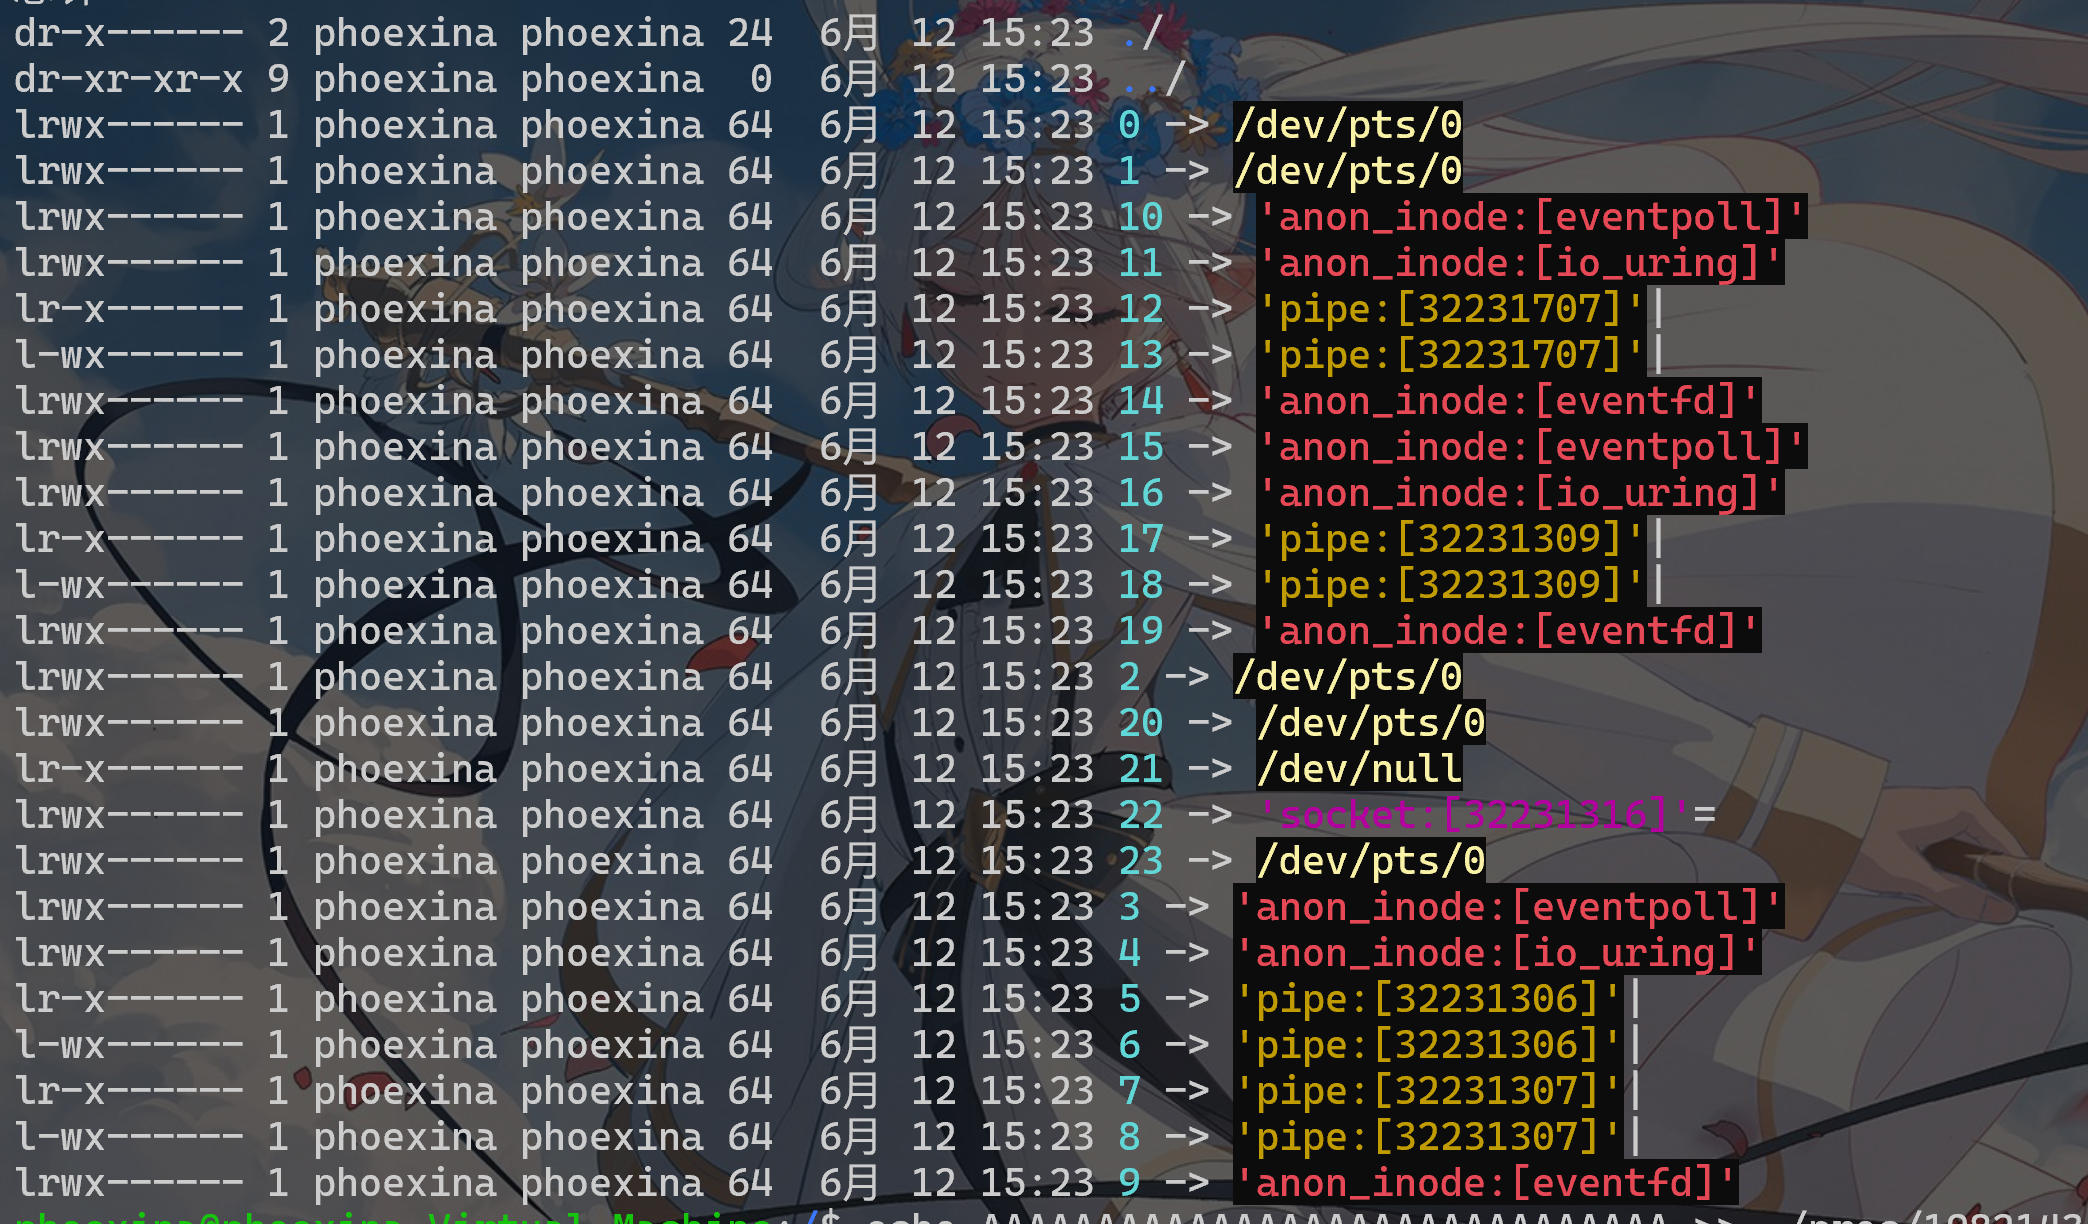 dr-x------ 2 phoexina phoexina 24  6月 12 15:23 ./
dr-xr-xr-x 9 phoexina phoexina  0  6月 12 15:23 ../
lrwx------ 1 phoexina phoexina 64  6月 12 15:23 0 -> /dev/pts/0
lrwx------ 1 phoexina phoexina 64  6月 12 15:23 1 -> /dev/pts/0
lrwx------ 1 phoexina phoexina 64  6月 12 15:23 10 -> 'anon_inode:[eventpoll]'
lrwx------ 1 phoexina phoexina 64  6月 12 15:23 11 -> 'anon_inode:[io_uring]'
lr-x------ 1 phoexina phoexina 64  6月 12 15:23 12 -> 'pipe:[32231707]'|
l-wx------ 1 phoexina phoexina 64  6月 12 15:23 13 -> 'pipe:[32231707]'|
lrwx------ 1 phoexina phoexina 64  6月 12 15:23 14 -> 'anon_inode:[eventfd]'
lrwx------ 1 phoexina phoexina 64  6月 12 15:23 15 -> 'anon_inode:[eventpoll]'
lrwx------ 1 phoexina phoexina 64  6月 12 15:23 16 -> 'anon_inode:[io_uring]'
lr-x------ 1 phoexina phoexina 64  6月 12 15:23 17 -> 'pipe:[32231309]'|
l-wx------ 1 phoexina phoexina 64  6月 12 15:23 18 -> 'pipe:[32231309]'|
lrwx------ 1 phoexina phoexina 64  6月 12 15:23 19 -> 'anon_inode:[eventfd]'
lrwx------ 1 phoexina phoexina 64  6月 12 15:23 2 -> /dev/pts/0
lrwx------ 1 phoexina phoexina 64  6月 12 15:23 20 -> /dev/pts/0
lr-x------ 1 phoexina phoexina 64  6月 12 15:23 21 -> /dev/null
lrwx------ 1 phoexina phoexina 64  6月 12 15:23 22 -> 'socket:[32231316]'=
lrwx------ 1 phoexina phoexina 64  6月 12 15:23 23 -> /dev/pts/0
lrwx------ 1 phoexina phoexina 64  6月 12 15:23 3 -> 'anon_inode:[eventpoll]'
lrwx------ 1 phoexina phoexina 64  6月 12 15:23 4 -> 'anon_inode:[io_uring]'
lr-x------ 1 phoexina phoexina 64  6月 12 15:23 5 -> 'pipe:[32231306]'|
l-wx------ 1 phoexina phoexina 64  6月 12 15:23 6 -> 'pipe:[32231306]'|
lr-x------ 1 phoexina phoexina 64  6月 12 15:23 7 -> 'pipe:[32231307]'|
l-wx------ 1 phoexina phoexina 64  6月 12 15:23 8 -> 'pipe:[32231307]'|
lrwx------ 1 phoexina phoexina 64  6月 12 15:23 9 -> 'anon_inode:[eventfd]'
phoexina@phoexina-Virtual-Machine:/$ echo